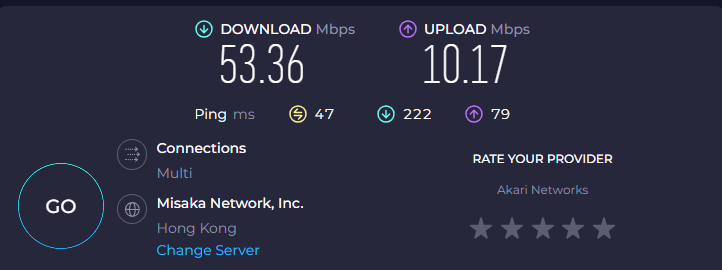 DOWNLOAD Mbps
UPLOAD Mbps
53.36
10.17
Ping ms 47 222 79
Connections
Multi
Misaka Network, Inc.
Hong Kong
Change Server
GO
RATE YOUR PROVIDER
Akari Networks